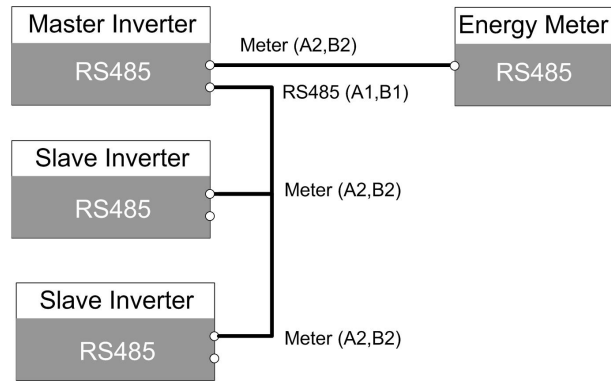 Master Inverter
RS485
Meter (A2,B2)
Energy Meter
RS485
RS485 (A1,B1)
Slave Inverter
RS485
Meter (A2,B2)
Slave Inverter
RS485
Meter (A2,B2)